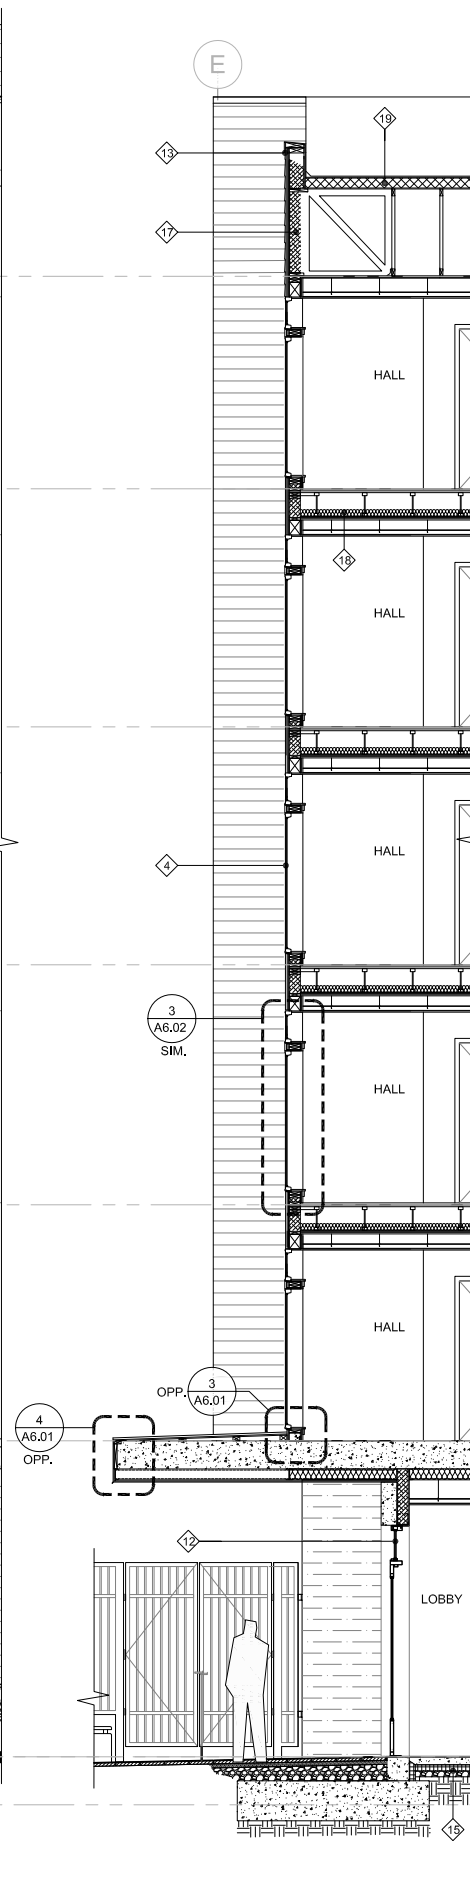 E
19
13
17
HALL
18
HALL
HALL
4
3
A6.02
SIM.
HALL
HALL
OPP.
3
A6.01
4
A6.01
OPP.
12
LOBBY
15